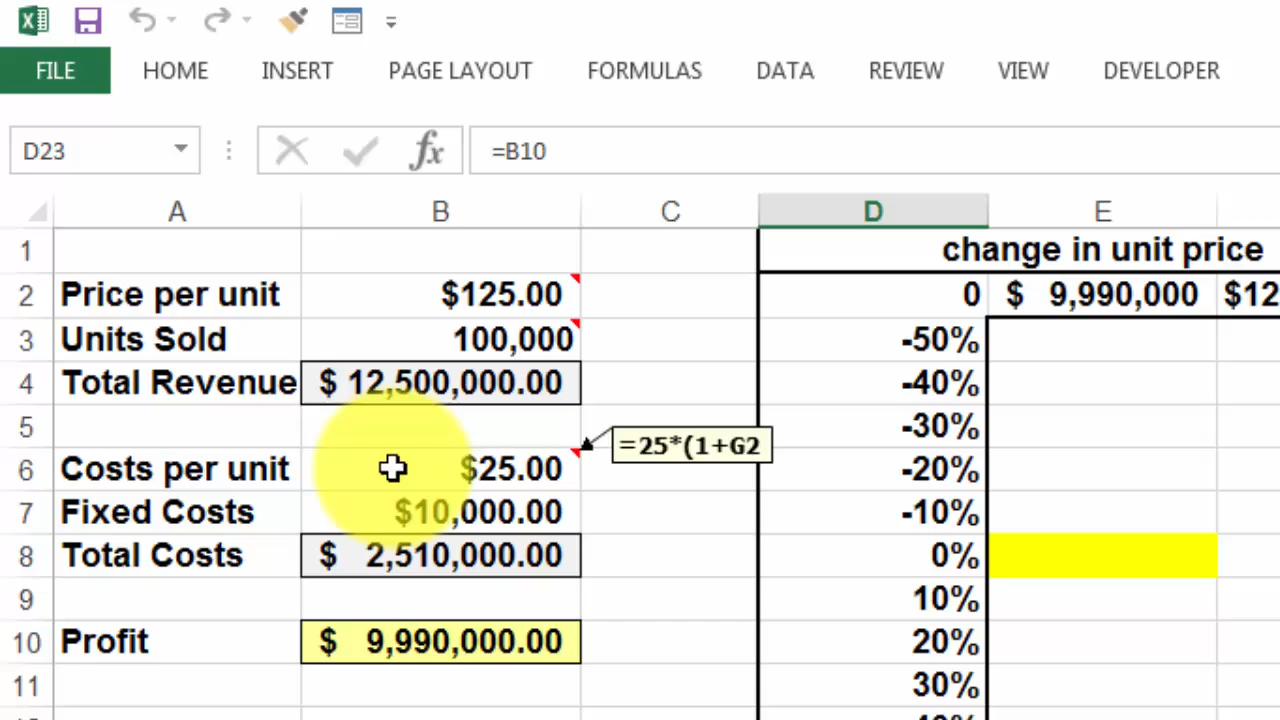 FILE HOME INSERT PAGE LAYOUT FORMULAS DATA REVIEW VIEW DEVELOPER
D23 fx =B10
A B C D E
1 change in unit price
2 Price per unit $125.00 0 $ 9,990,000 $12
3 Units Sold 100,000 -50%
4 Total Revenue $ 12,500,000.00 -40%
5 -30%
=25*(1+G2
6 Costs per unit $25.00 -20%
7 Fixed Costs $10,000.00 -10%
8 Total Costs $ 2,510,000.00 0%
9 10%
10 Profit $ 9,990,000.00 20%
11 30%